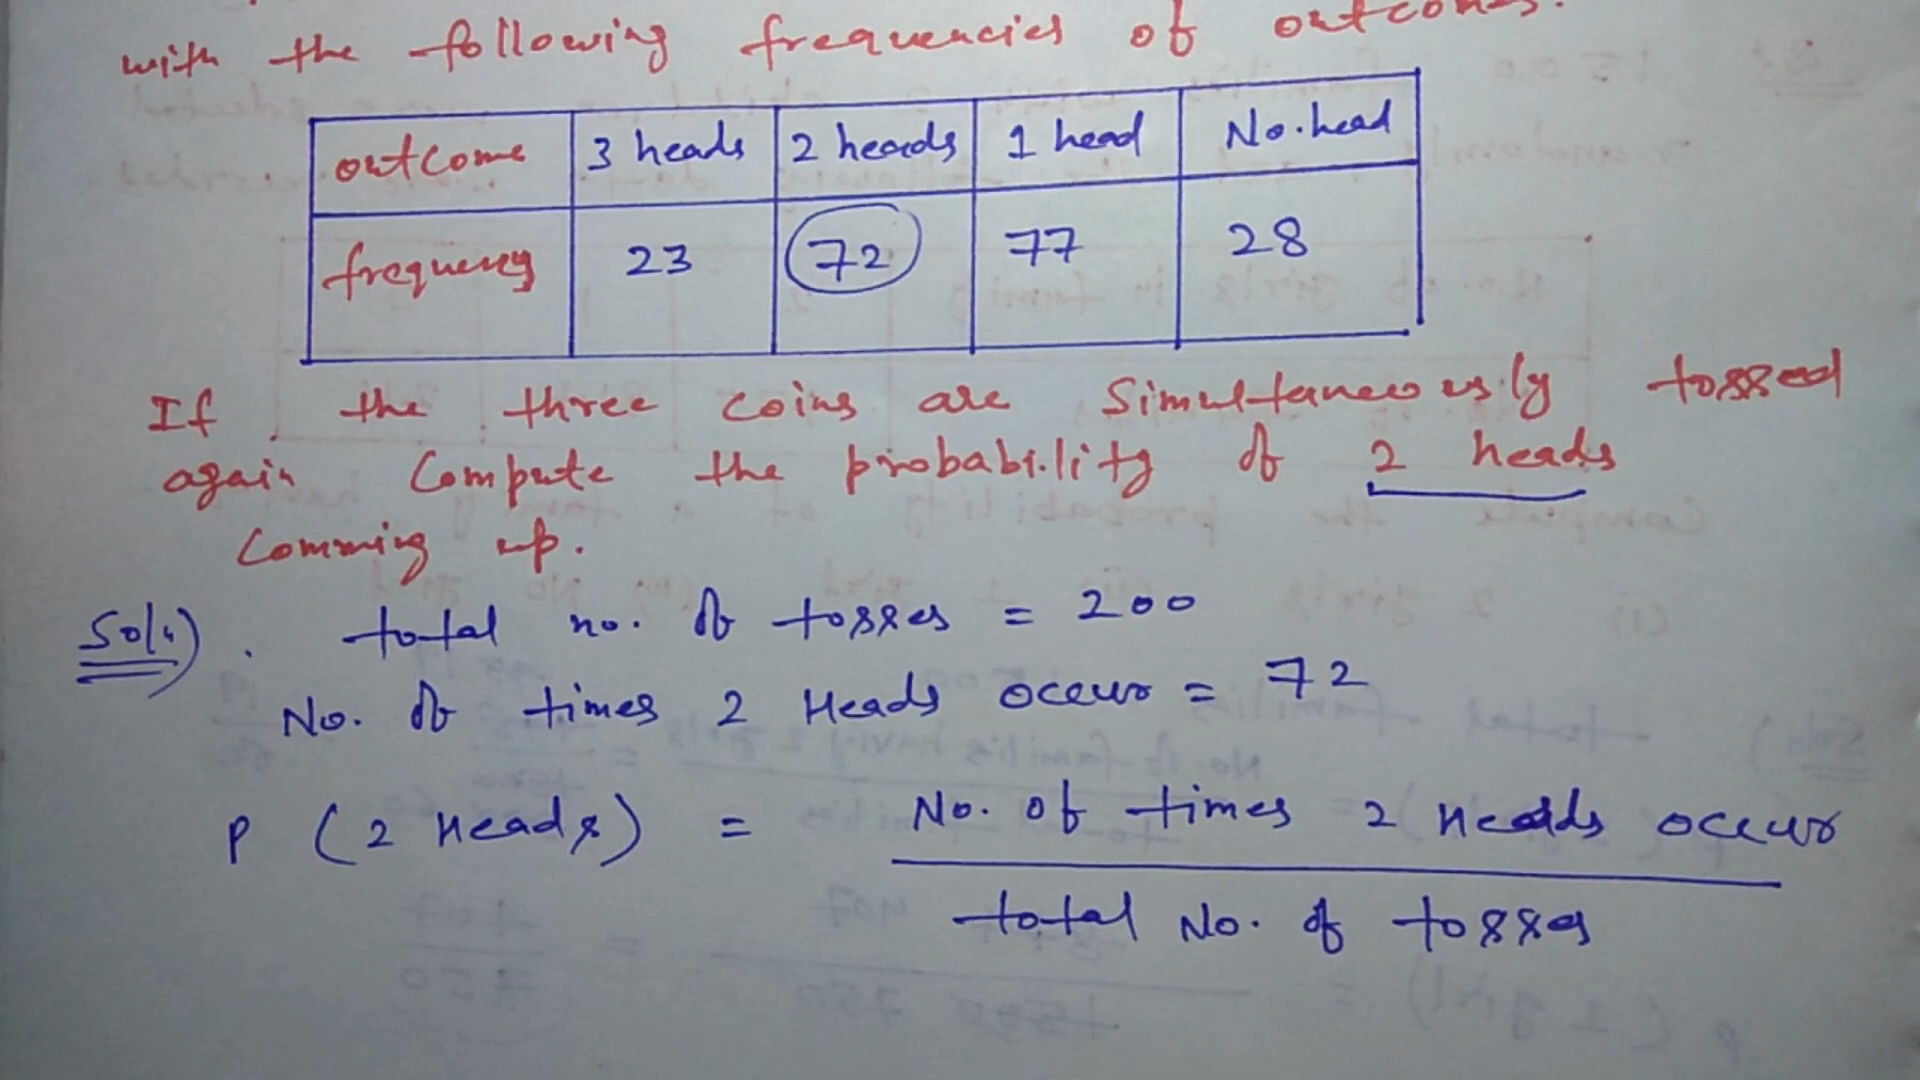 with the following frequencies of outcomes.
outcome 3 heads 2 heads 1 head No. head
frequency 23 72 77 28
If the three coins are Simultaneously tossed
again Compute the probability of 2 heads
Comming up.
Soln) . total no. of tosses = 200
No. of times 2 Heads occur = 72
P (2 Heads) = No. of times 2 Heads occur
total No. of tosses